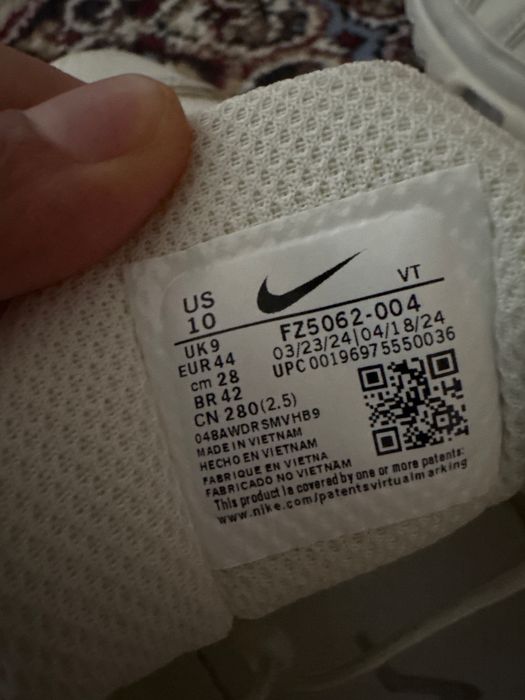 VT
US
10
UK 9
EUR 44
cm 28
BR 42
CN 280(2.5)
FZ5062-004
03/23/24|04/18/24
UPC 00196975550036
04BAWDRSMVHB9
MADE IN VIETNAM
HECHO EN VIETNAM
FABRIQUE EN VIETNA
FABRICADO NO VIETNAM
This product is covered by one or more patents:
www.nike.com/patentsvirtualmarking